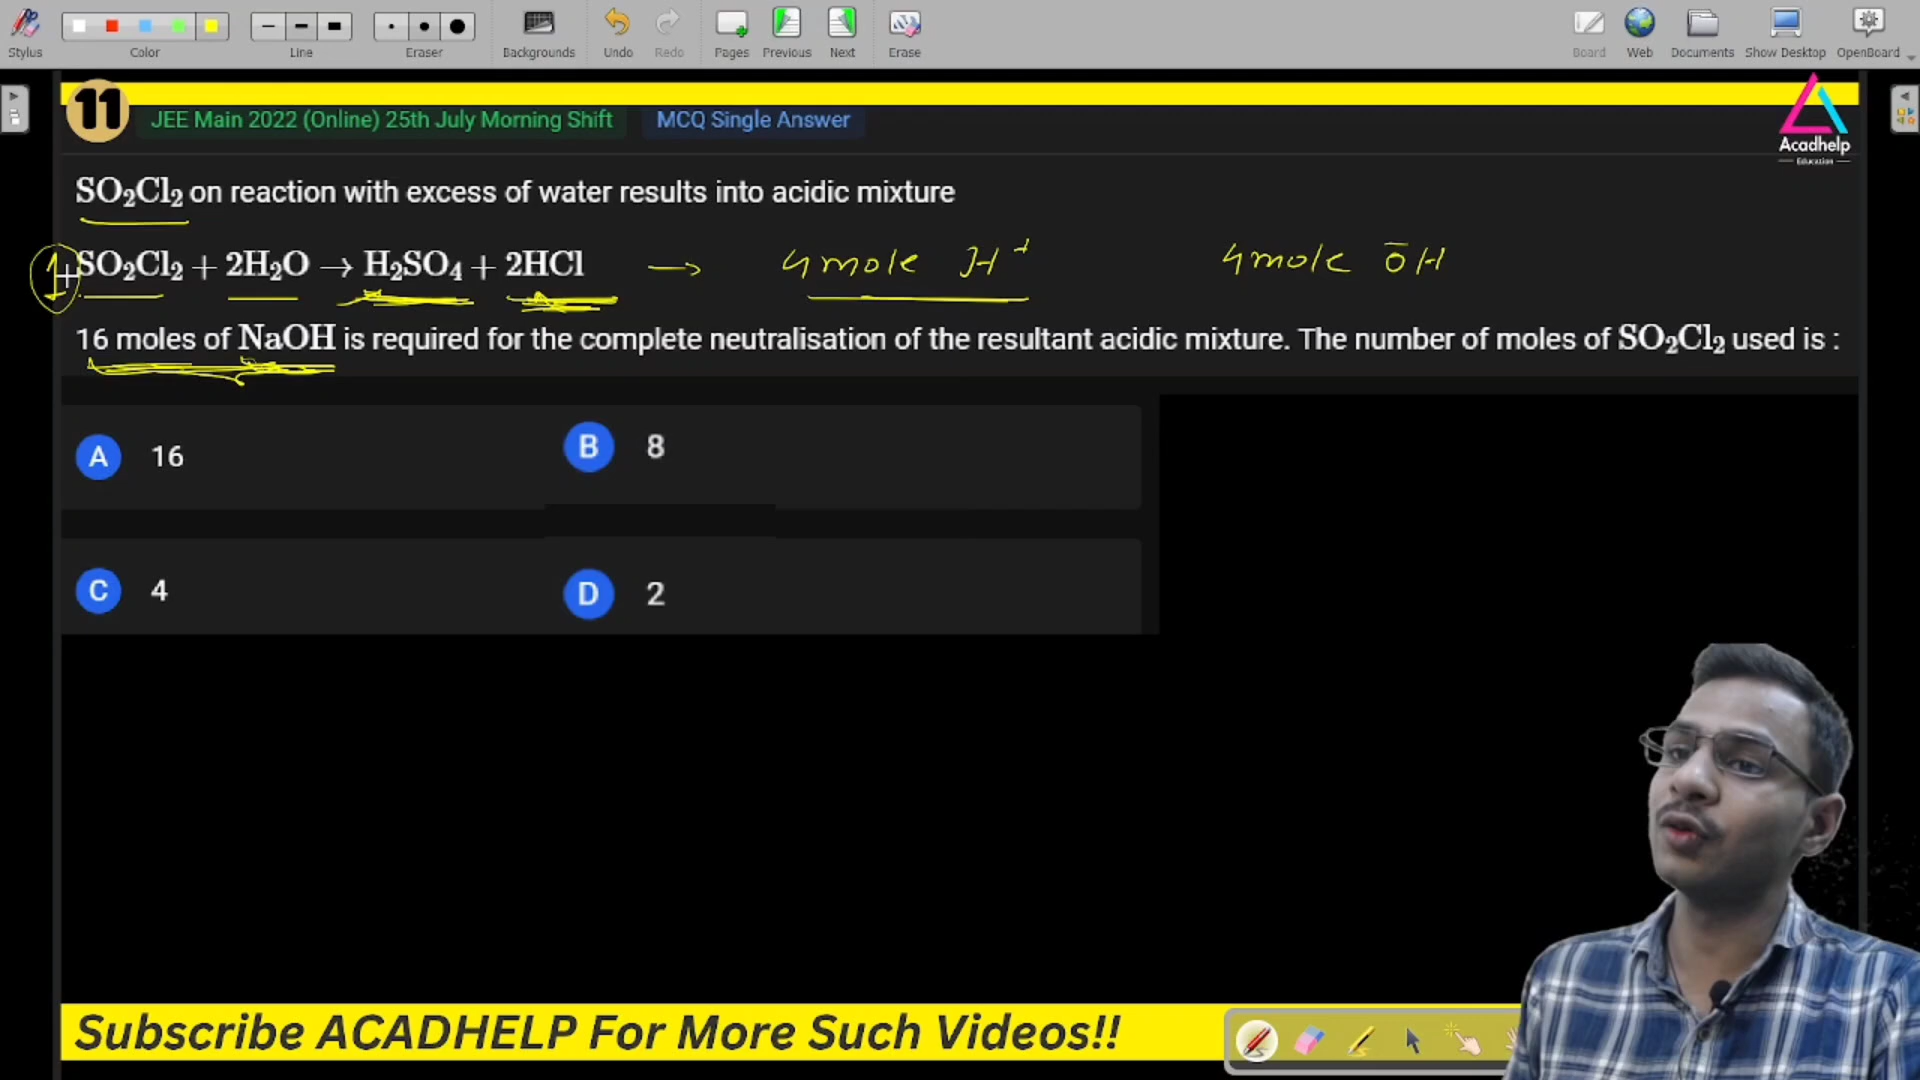 Stylus Color Line Eraser Backgrounds Undo Redo Pages Previous Next Erase Board Web Documents Show Desktop OpenBoard
11 JEE Main 2022 (Online) 25th July Morning Shift MCQ Single Answer
Acadhelp
Education
SO₂Cl₂ on reaction with excess of water results into acidic mixture
1 SO₂Cl₂ + 2H₂O → H₂SO₄ + 2HCl → 4 mole H⁺ 4 mole ŌH
16 moles of NaOH is required for the complete neutralisation of the resultant acidic mixture. The number of moles of SO₂Cl₂ used is :
A 16 B 8
C 4 D 2
Subscribe ACADHELP For More Such Videos!!